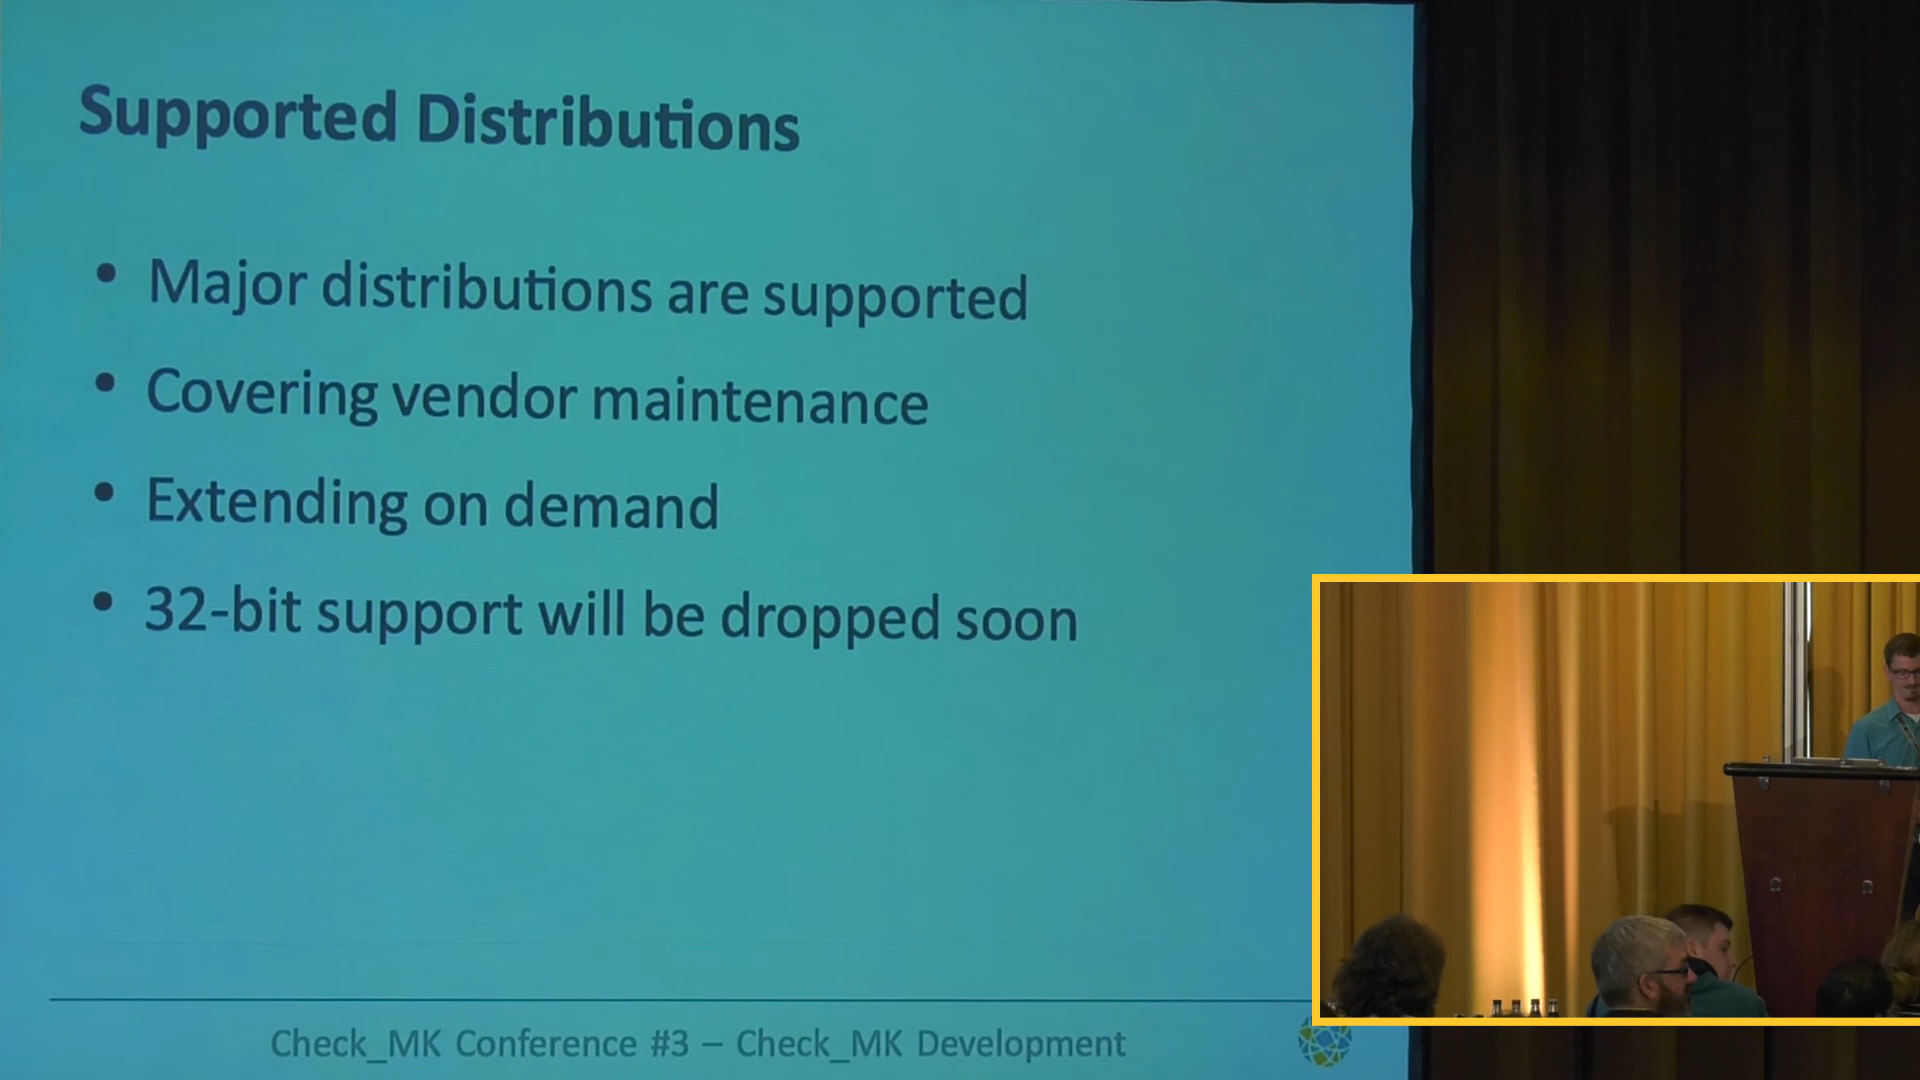 Supported Distributions
• Major distributions are supported
• Covering vendor maintenance
• Extending on demand
• 32-bit support will be dropped soon
Check_MK Conference #3 – Check_MK Development